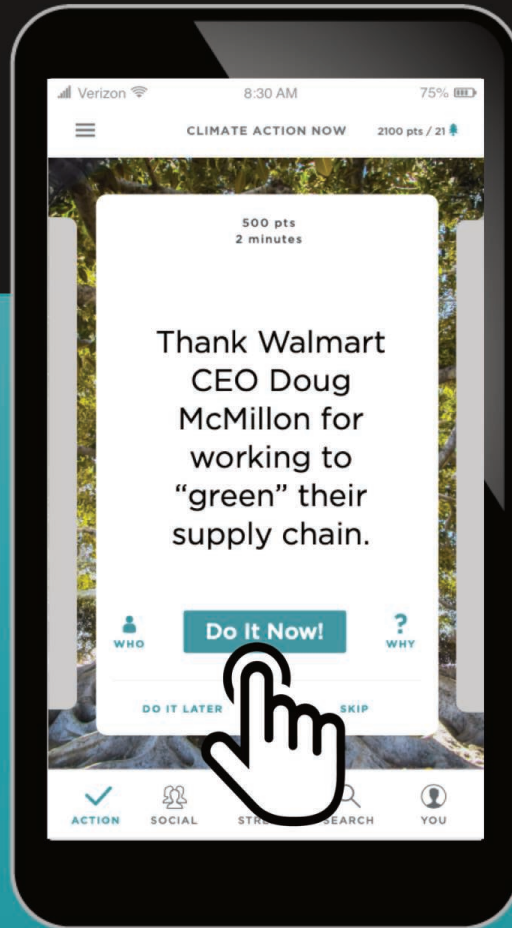 Verizon 8:30 AM 75%
CLIMATE ACTION NOW 2100 pts / 21
500 pts
2 minutes
Thank Walmart
CEO Doug
McMillon for
working to
“green” their
supply chain.
WHO Do It Now! ? WHY
DO IT LATER SKIP
ACTION SOCIAL SEARCH YOU